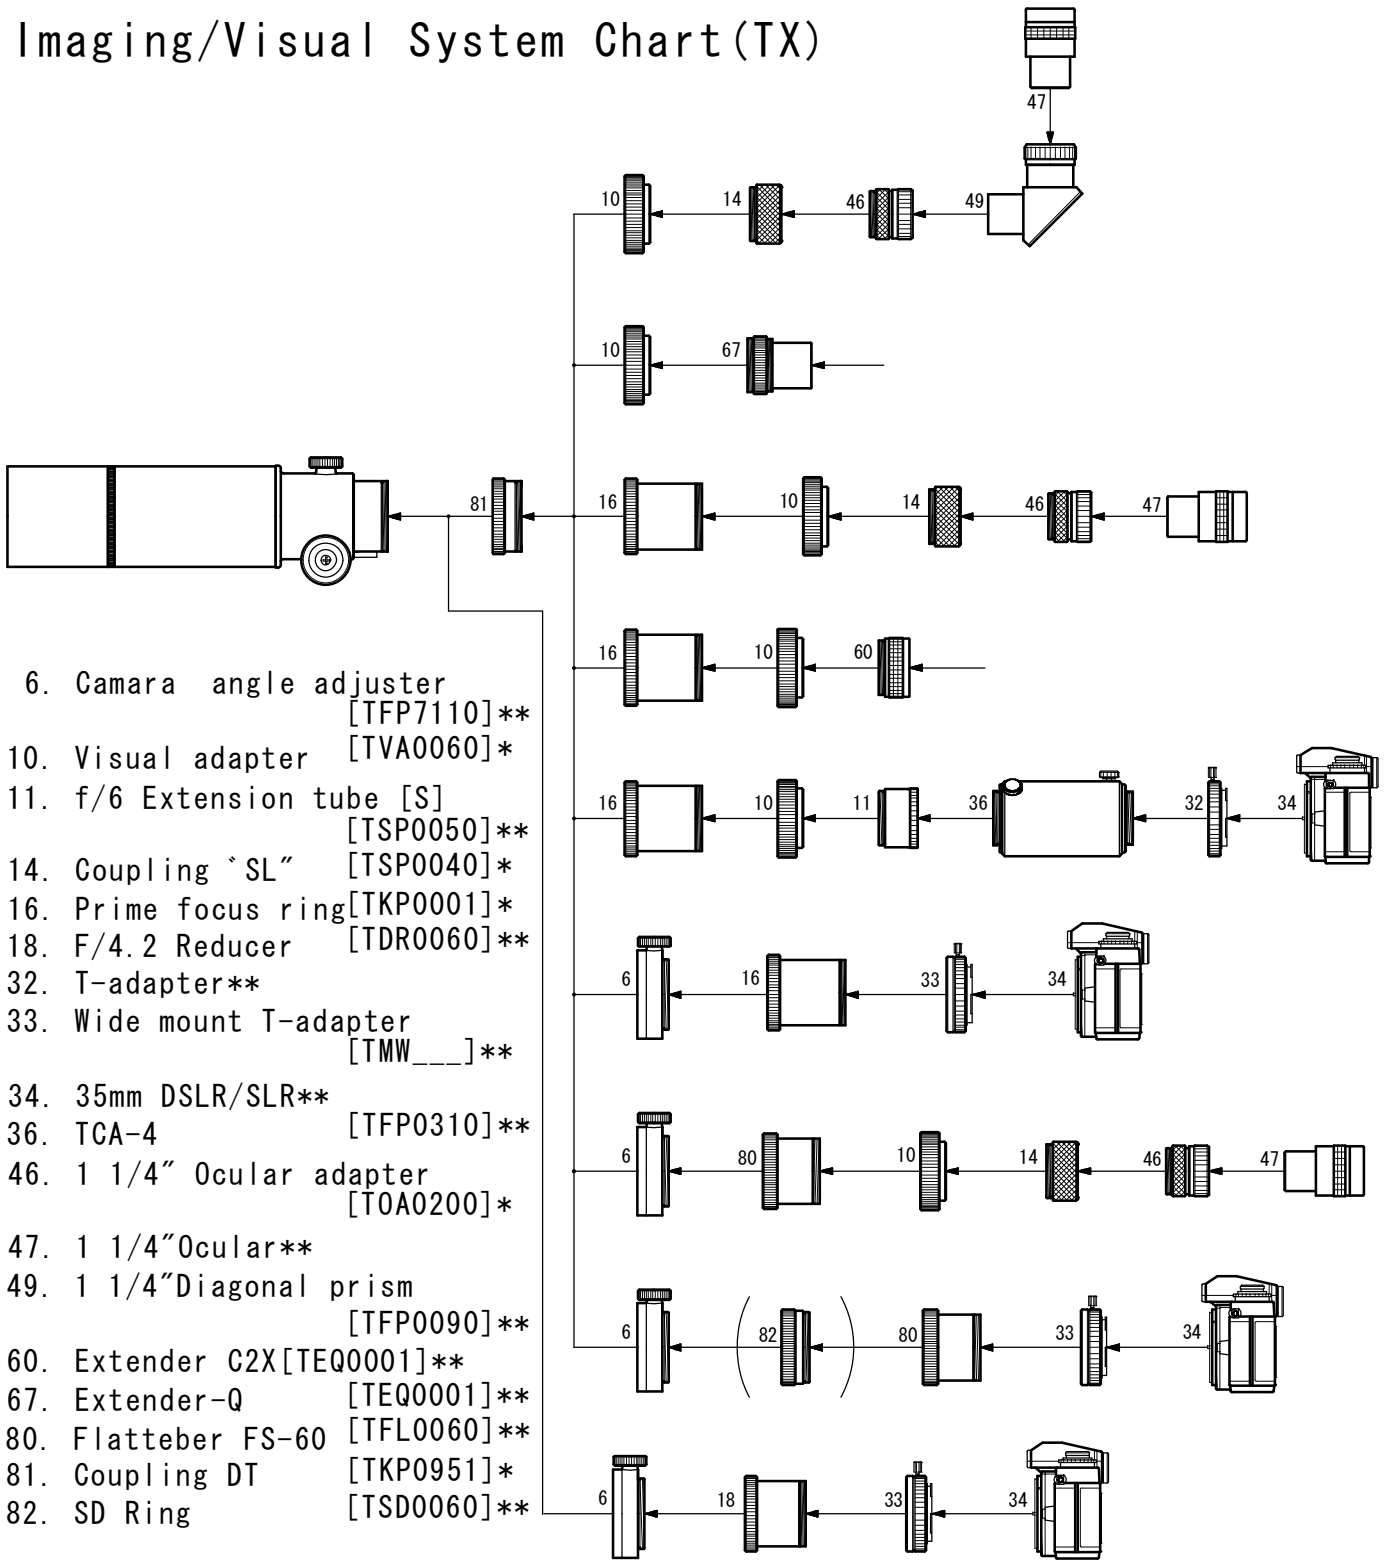 Imaging/Visual System Chart(TX)
47
10 14 46 49
10 67
81 16 10 14 46 47
16 10 60
16 10 11 36 32 34
6 16 33 34
6 80 10 14 46 47
6 82 80 33 34
6 18 33 34
6. Camara angle adjuster
[TFP7110]**
10. Visual adapter [TVA0060]*
11. f/6 Extension tube [S]
[TSP0050]**
14. Coupling ‵SL″ [TSP0040]*
16. Prime focus ring[TKP0001]*
18. F/4.2 Reducer [TDR0060]**
32. T-adapter**
33. Wide mount T-adapter
[TMW___]**
34. 35mm DSLR/SLR**
36. TCA-4 [TFP0310]**
46. 1 1/4″ Ocular adapter
[TOA0200]*
47. 1 1/4″Ocular**
49. 1 1/4″Diagonal prism
[TFP0090]**
60. Extender C2X[TEQ0001]**
67. Extender-Q [TEQ0001]**
80. Flatteber FS-60 [TFL0060]**
81. Coupling DT [TKP0951]*
82. SD Ring [TSD0060]**